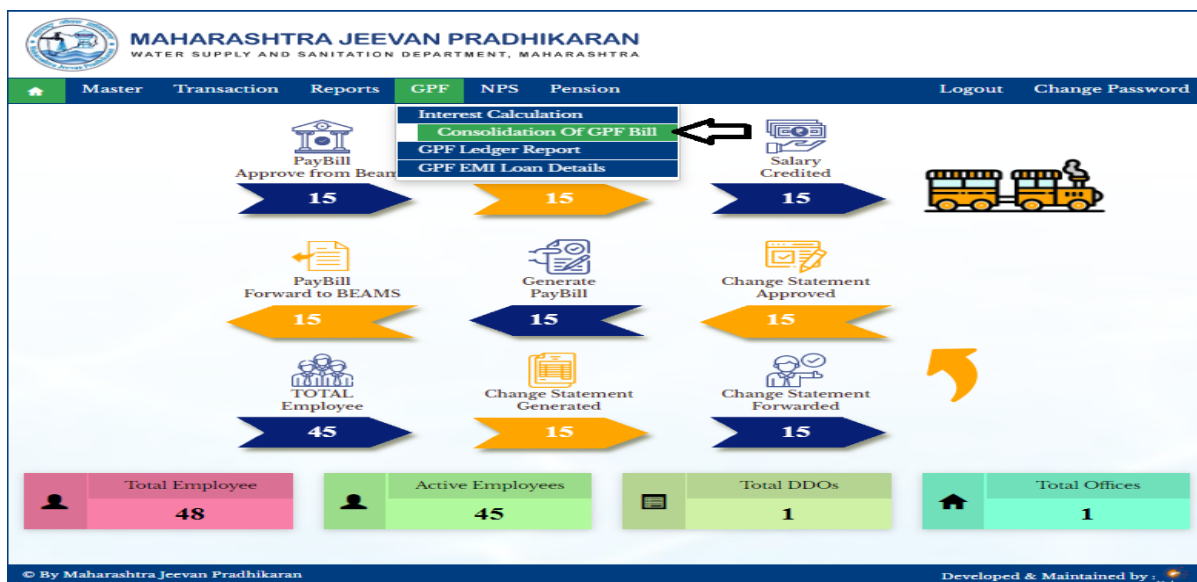 MAHARASHTRA JEEVAN PRADHIKARAN
WATER SUPPLY AND SANITATION DEPARTMENT, MAHARASHTRA
Master Transaction Reports GPF NPS Pension Logout Change Password
Interest Calculation
Consolidation Of GPF Bill
GPF Ledger Report
GPF EMI Loan Details
PayBill
Approve from Beam
15
15
Salary
Credited
15
PayBill
Forward to BEAMS
15
Generate
PayBill
15
Change Statement
Approved
15
TOTAL
Employee
45
Change Statement
Generated
15
Change Statement
Forwarded
15
Total Employee
48
Active Employees
45
Total DDOs
1
Total Offices
1
© By Maharashtra Jeevan Pradhikaran
Developed & Maintained by :